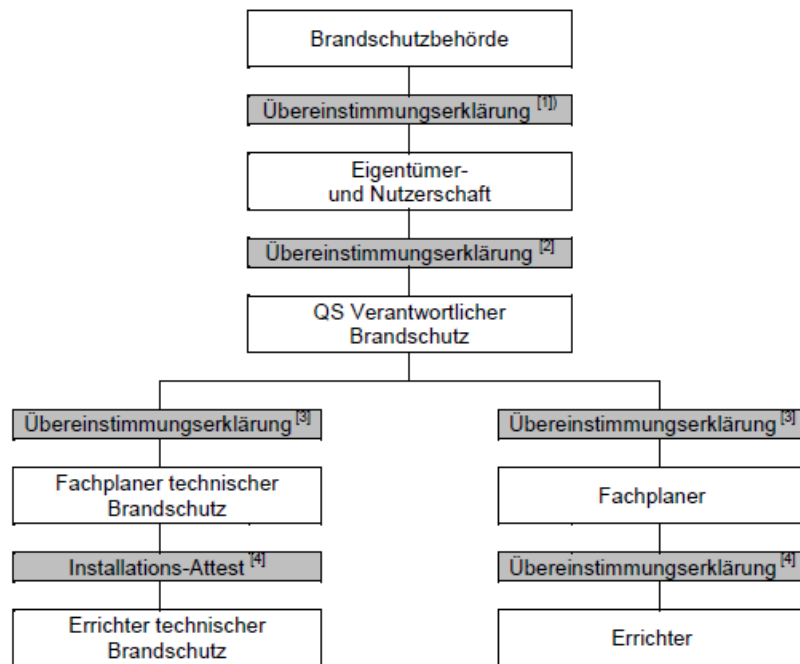 Brandschutzbehörde
Übereinstimmungserklärung [1])
Eigentümer-
und Nutzerschaft
Übereinstimmungserklärung [2]
QS Verantwortlicher
Brandschutz
Übereinstimmungserklärung [3]
Übereinstimmungserklärung [3]
Fachplaner technischer
Brandschutz
Fachplaner
Installations-Attest [4]
Übereinstimmungserklärung [4]
Errichter technischer
Brandschutz
Errichter